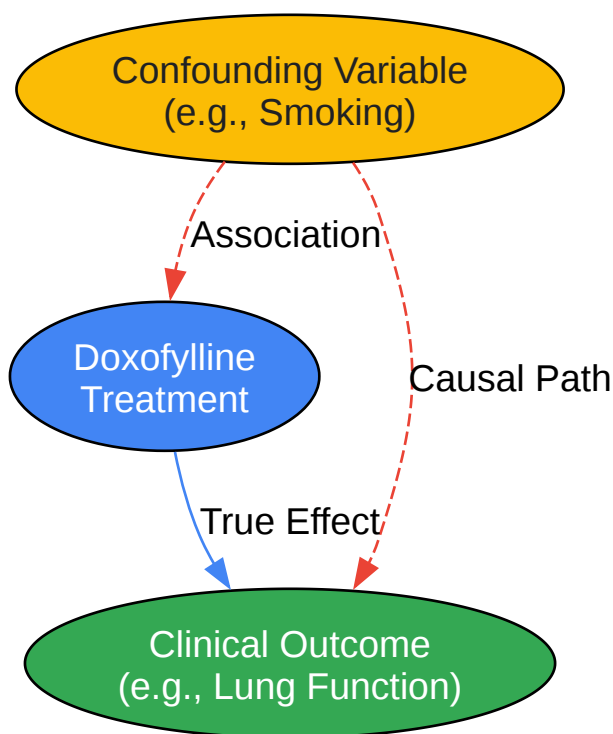 Confounding Variable
(e.g., Smoking)
Association
Doxofylline
Treatment
Causal Path
True Effect
Clinical Outcome
(e.g., Lung Function)